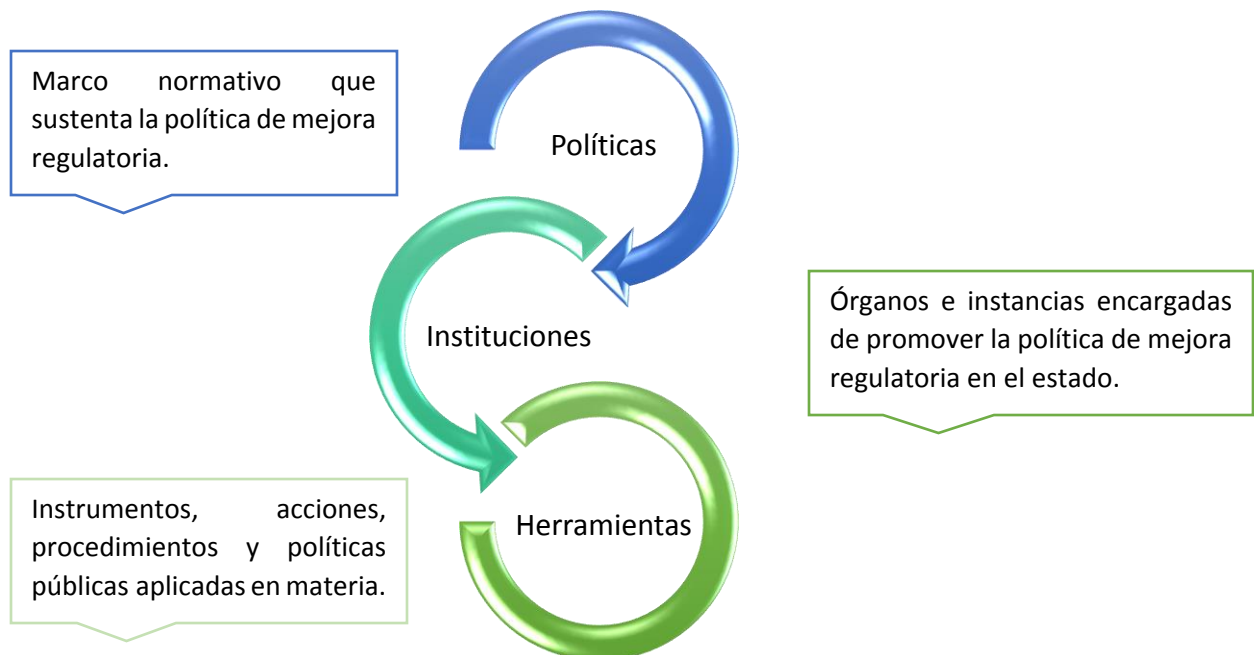 Marco normativo que
sustenta la política de mejora
regulatoria.
Políticas
Instituciones
Órganos e instancias encargadas
de promover la política de mejora
regulatoria en el estado.
Instrumentos, acciones,
procedimientos y políticas
públicas aplicadas en materia.
Herramientas